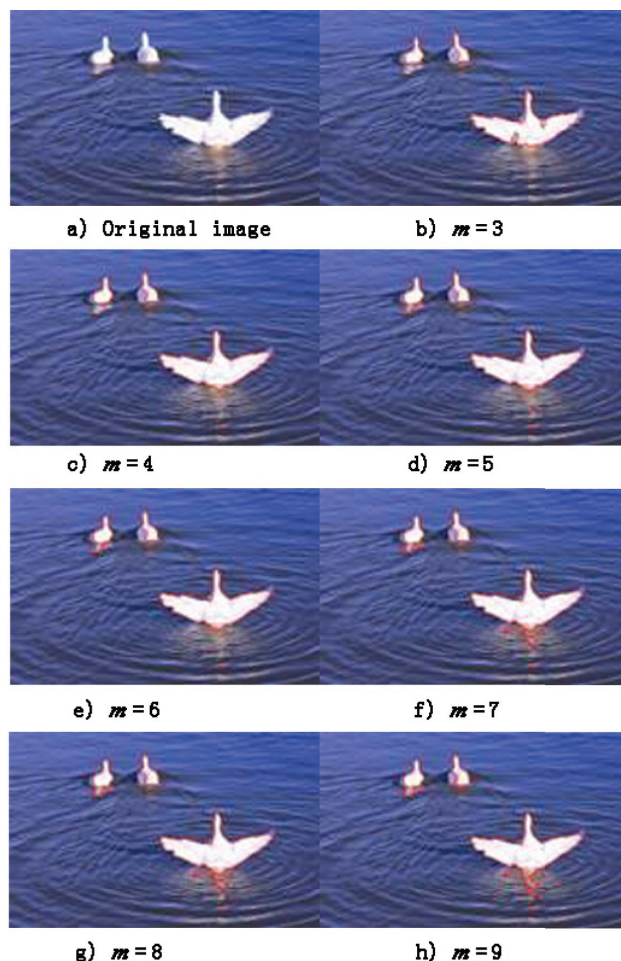 a) Original image
b) m=3
c) m=4
d) m=5
e) m=6
f) m=7
g) m=8
h) m=9